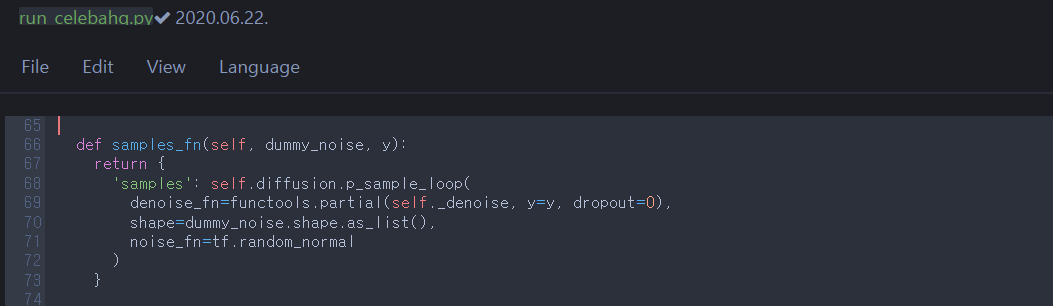 run_celebahq.py✔ 2020.06.22.
File Edit View Language
65
66 def samples_fn(self, dummy_noise, y):
67 return {
68 'samples': self.diffusion.p_sample_loop(
69 denoise_fn=functools.partial(self._denoise, y=y, dropout=0),
70 shape=dummy_noise.shape.as_list(),
71 noise_fn=tf.random_normal
72 )
73 }
74